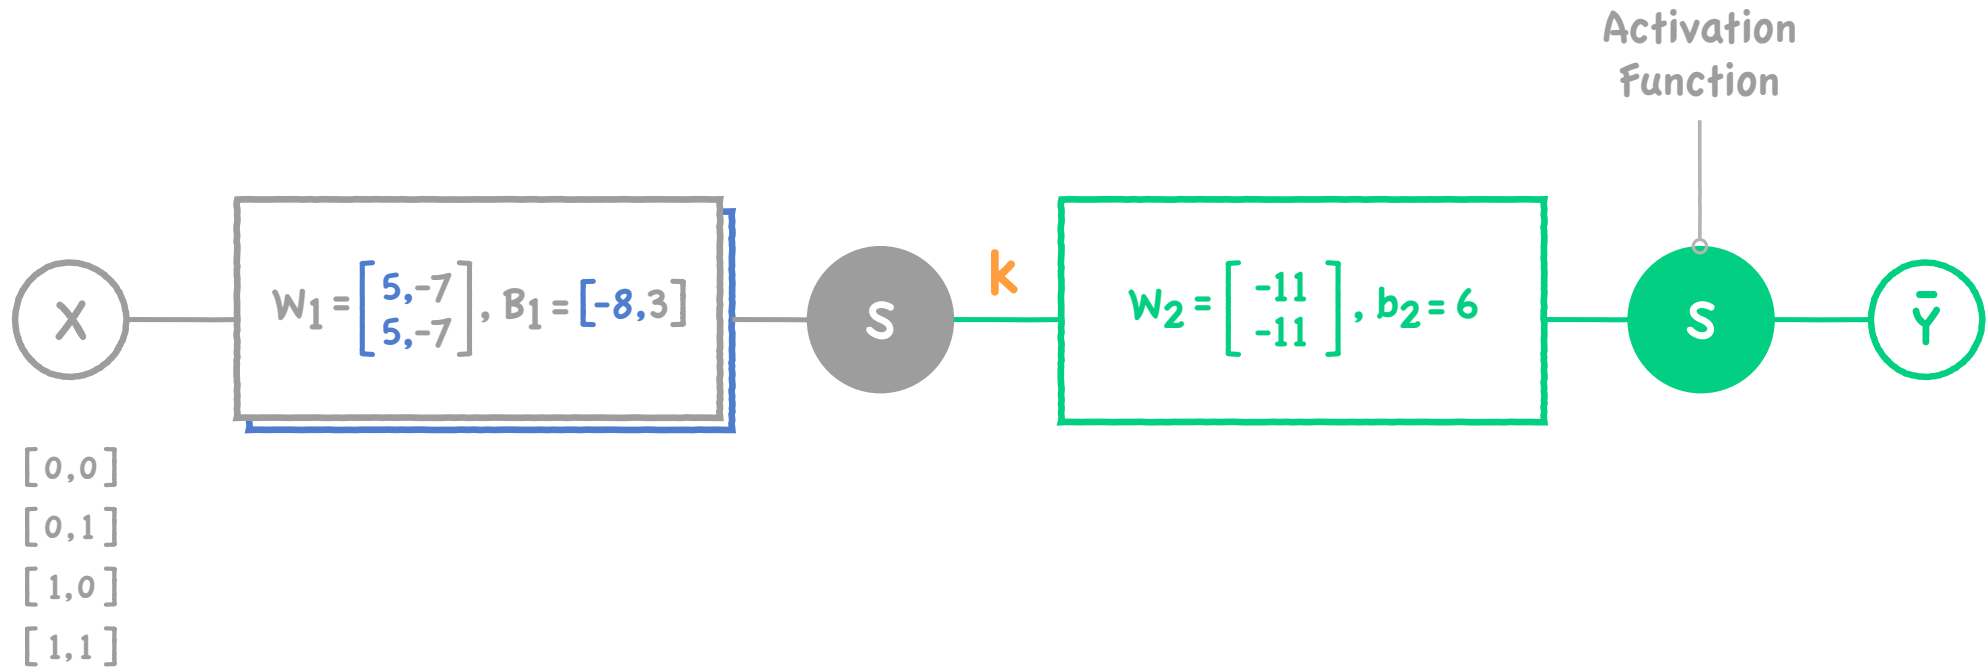 Activation
Function
X
W1 = [5,-7
5,-7], B1 = [-8,3]
S
k
W2 = [-11
-11], b2 = 6
S
Ȳ
[0,0]
[0,1]
[1,0]
[1,1]